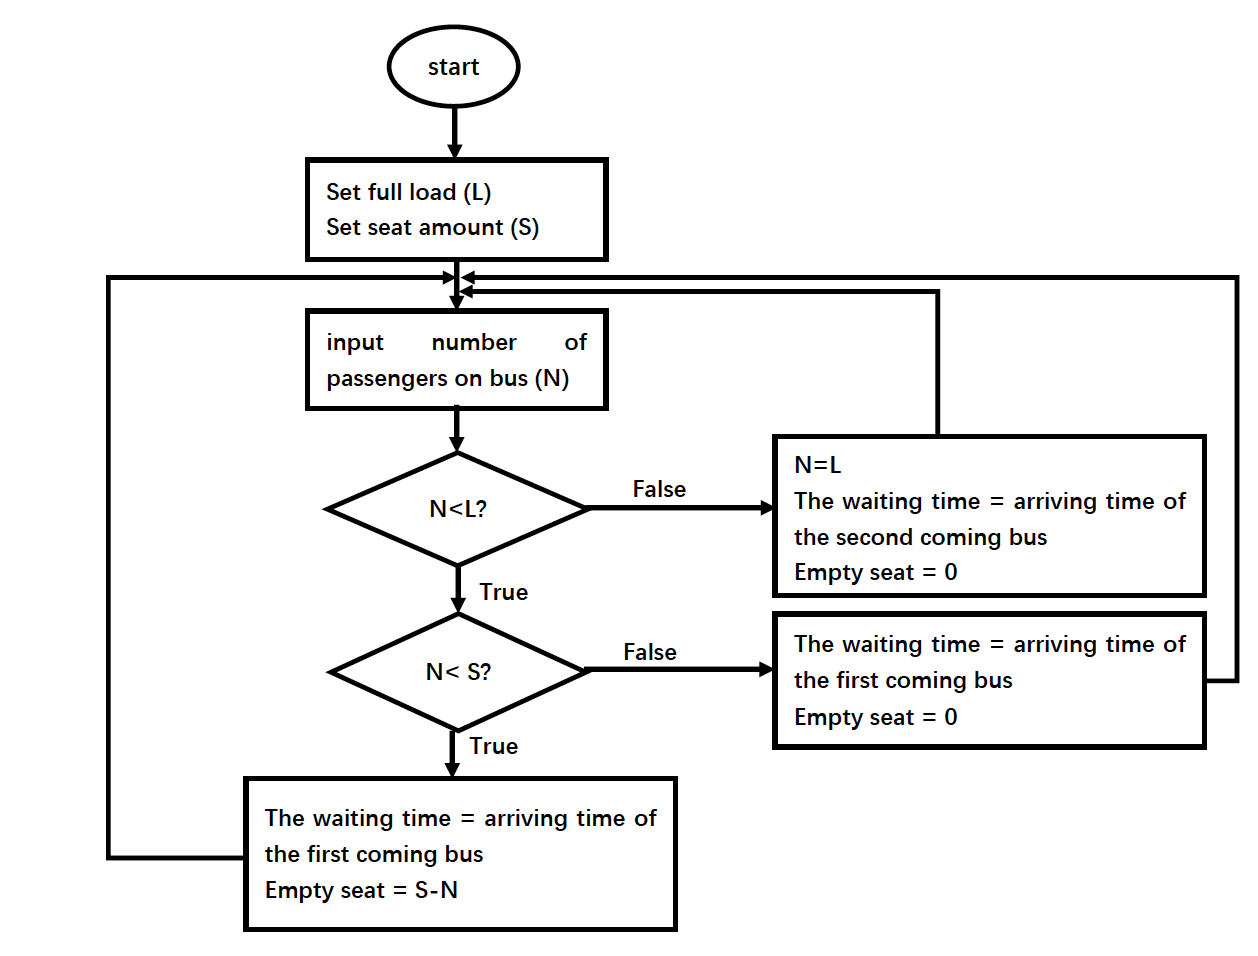 start
Set full load (L)
Set seat amount (S)
input number of
passengers on bus (N)
N<L?
False
N=L
The waiting time = arriving time of
the second coming bus
Empty seat = 0
True
N< S?
False
The waiting time = arriving time of
the first coming bus
Empty seat = 0
True
The waiting time = arriving time of
the first coming bus
Empty seat = S-N